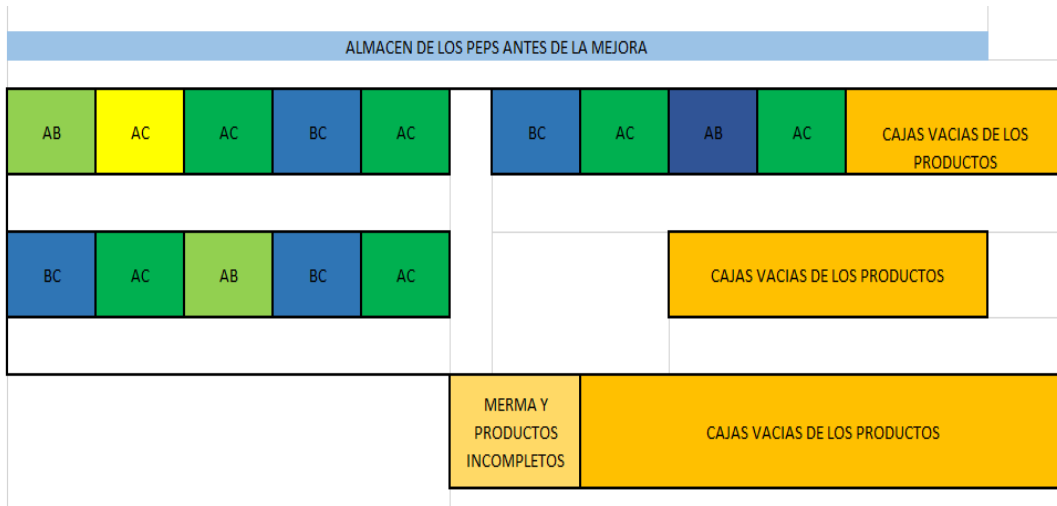 ALMACEN DE LOS PEPS ANTES DE LA MEJORA
AB AC AC BC AC BC AC AB AC CAJAS VACIAS DE LOS
PRODUCTOS
BC AC AB BC AC CAJAS VACIAS DE LOS PRODUCTOS
MERMA Y
PRODUCTOS
INCOMPLETOS
CAJAS VACIAS DE LOS PRODUCTOS